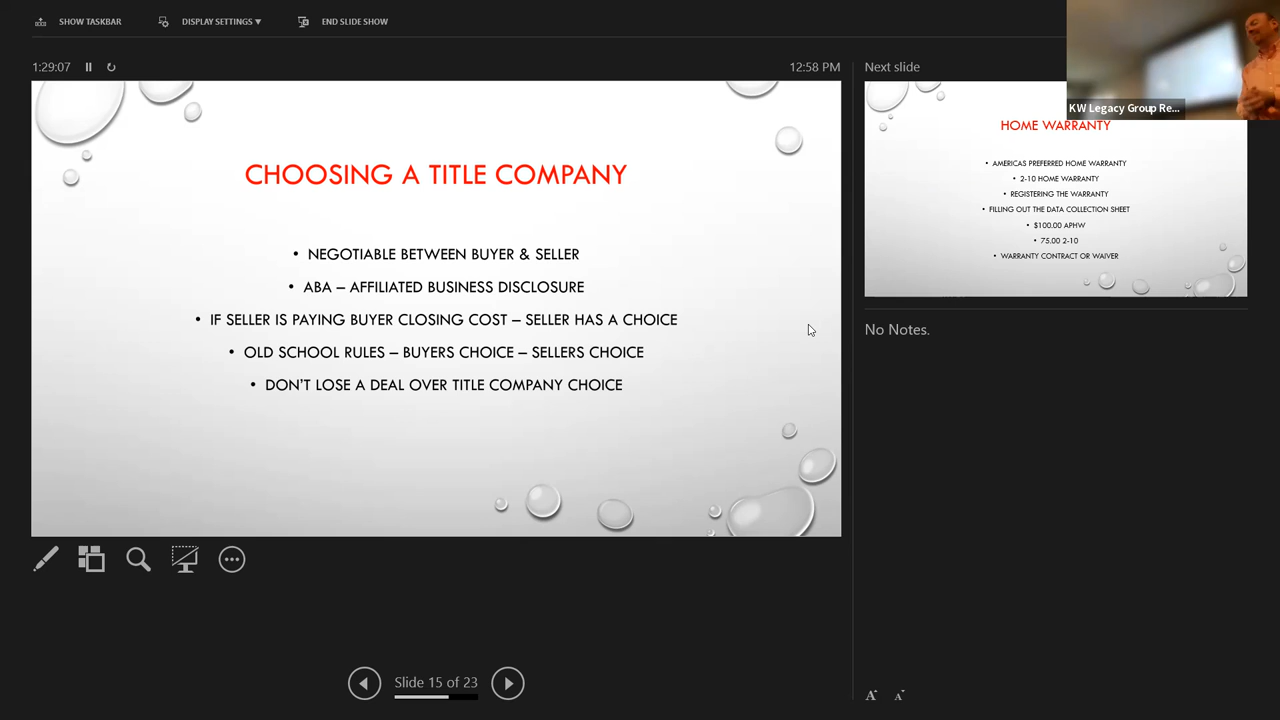 SHOW TASKBAR
DISPLAY SETTINGS ▼
END SLIDE SHOW
1:29:07
12:58 PM
CHOOSING A TITLE COMPANY
• NEGOTIABLE BETWEEN BUYER & SELLER
• ABA – AFFILIATED BUSINESS DISCLOSURE
• IF SELLER IS PAYING BUYER CLOSING COST – SELLER HAS A CHOICE
• OLD SCHOOL RULES – BUYERS CHOICE – SELLERS CHOICE
• DON'T LOSE A DEAL OVER TITLE COMPANY CHOICE
Slide 15 of 23
Next slide
KW Legacy Group Re...
HOME WARRANTY
• AMERICAS PREFERRED HOME WARRANTY
• 2-10 HOME WARRANTY
• REGISTERING THE WARRANTY
• FILLING OUT THE DATA COLLECTION SHEET
• $100.00 APHW
• 75.00 2-10
• WARRANTY CONTRACT OR WAIVER
No Notes.
A A